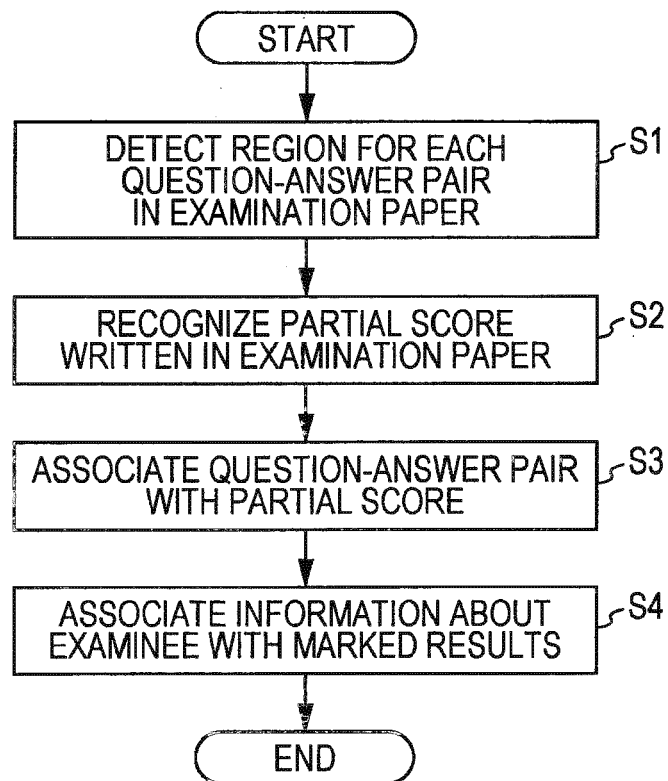 START
DETECT REGION FOR EACH
QUESTION-ANSWER PAIR
IN EXAMINATION PAPER
S1
RECOGNIZE PARTIAL SCORE
WRITTEN IN EXAMINATION PAPER
S2
ASSOCIATE QUESTION-ANSWER PAIR
WITH PARTIAL SCORE
S3
ASSOCIATE INFORMATION ABOUT
EXAMINEE WITH MARKED RESULTS
S4
END